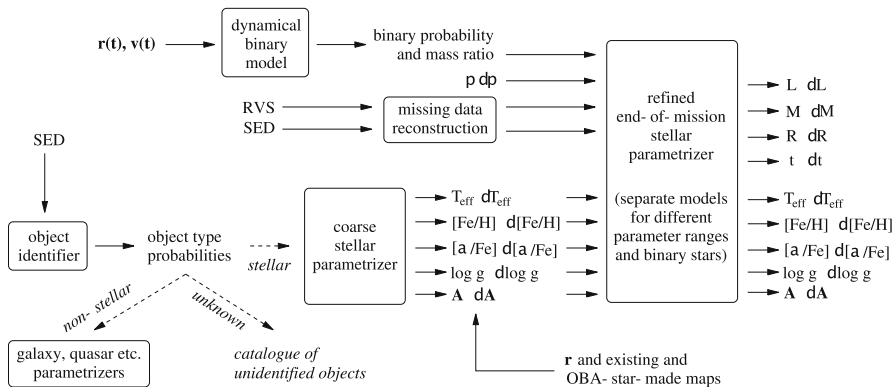 r(t), v(t)
dynamical
binary
model
binary probability
and mass ratio
p dp
RVS
SED
missing data
reconstruction
refined
end- of- mission
stellar
parametrizer
(separate models
for different
parameter ranges
and binary stars)
L dL
M dM
R dR
t dt
T_eff dT_eff
[Fe/H] d[Fe/H]
[a /Fe] d[a /Fe]
log g dlog g
A dA
SED
object
identifier
object type
probabilities
stellar
coarse
stellar
parametrizer
T_eff dT_eff
[Fe/H] d[Fe/H]
[a /Fe] d[a /Fe]
log g dlog g
A dA
non- stellar
unknown
galaxy, quasar etc.
parametrizers
catalogue of
unidentified objects
r and existing and
OBA- star- made maps